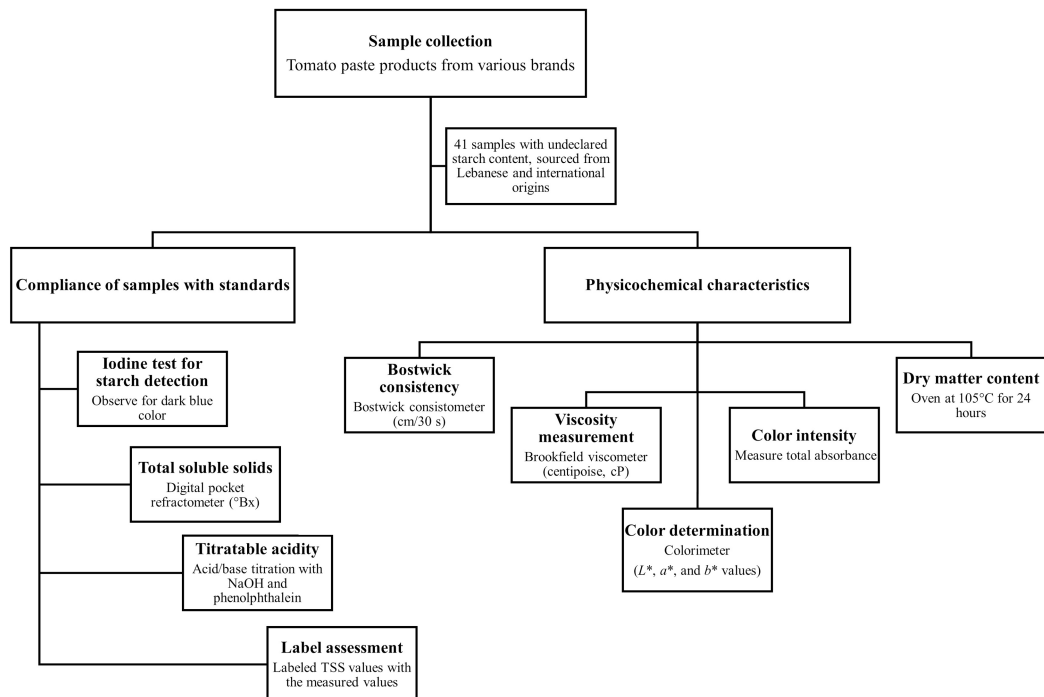 Sample collection
Tomato paste products from various brands
41 samples with undeclared
starch content, sourced from
Lebanese and international
origins
Compliance of samples with standards
Physicochemical characteristics
Iodine test for
starch detection
Observe for dark blue
color
Total soluble solids
Digital pocket
refractometer (°Bx)
Titratable acidity
Acid/base titration with
NaOH and
phenolphthalein
Label assessment
Labeled TSS values with
the measured values
Bostwick
consistency
Bostwick consistometer
(cm/30 s)
Viscosity
measurement
Brookfield viscometer
(centipoise, cP)
Color determination
Colorimeter
(L*, a*, and b* values)
Color intensity
Measure total absorbance
Dry matter content
Oven at 105°C for 24
hours